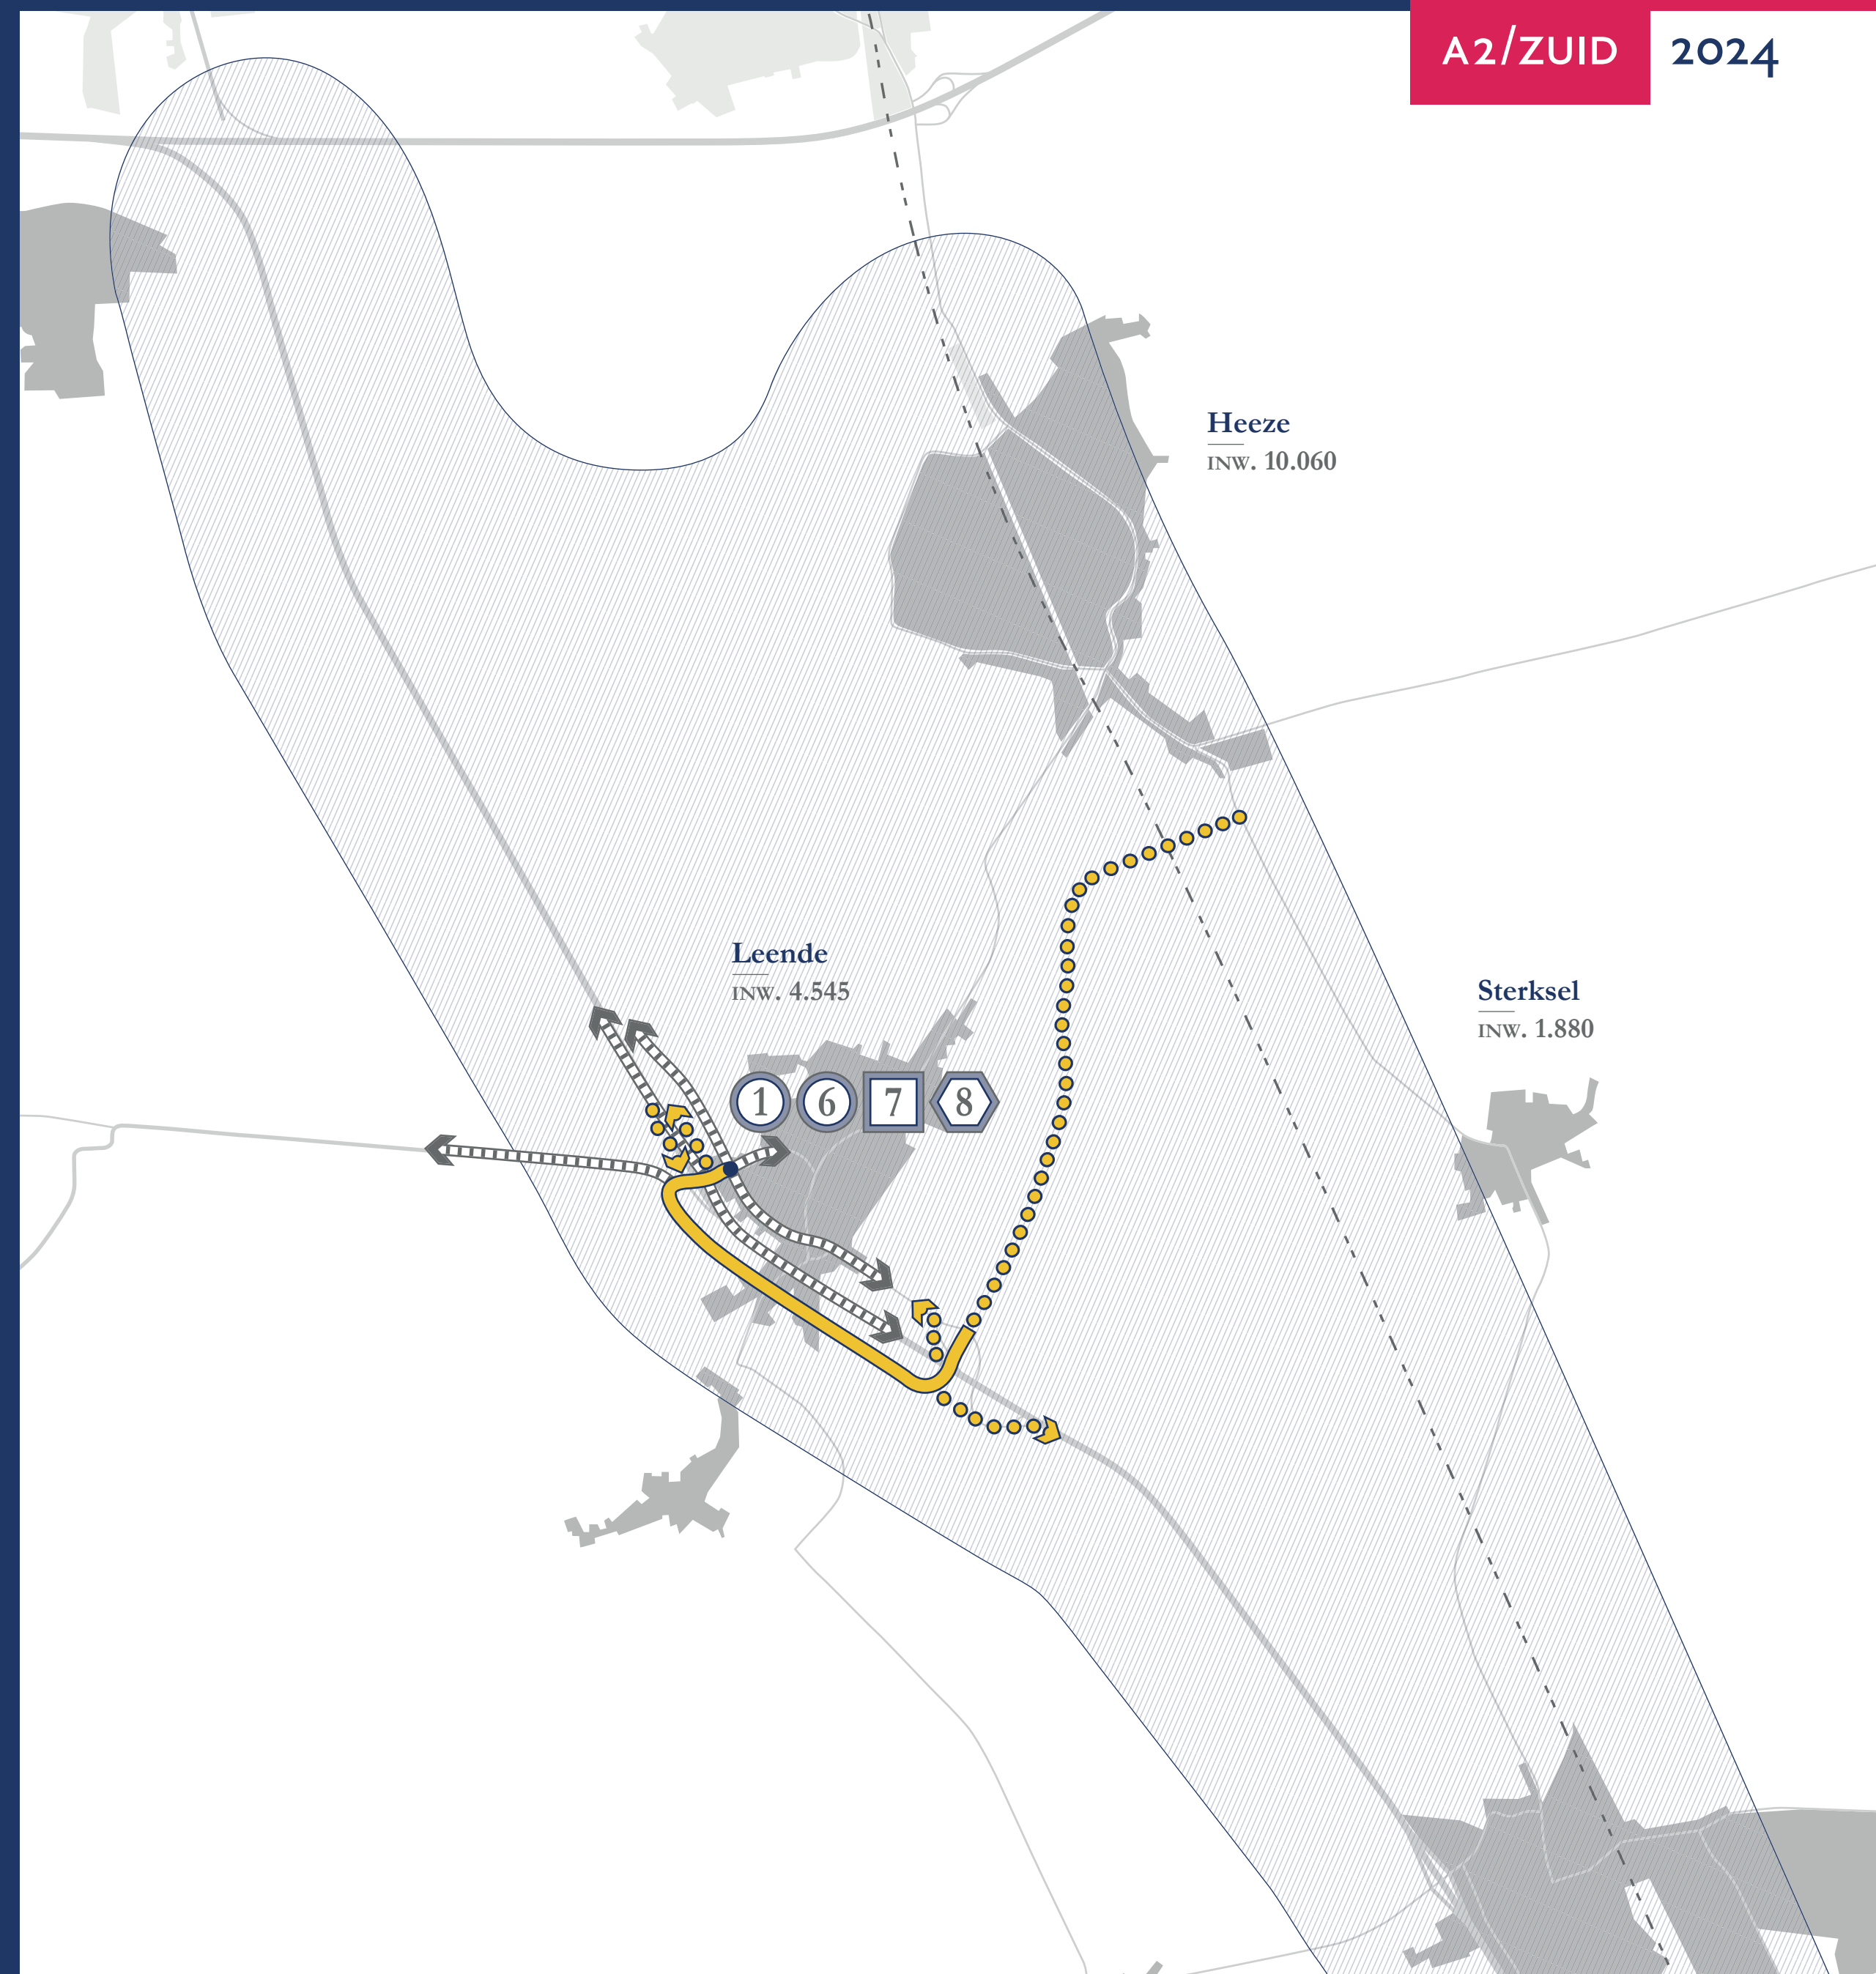 A2/ZUID 2024
Heeze
INW. 10.060
Leende
INW. 4.545
Sterksel
INW. 1.880
1 6 7 8